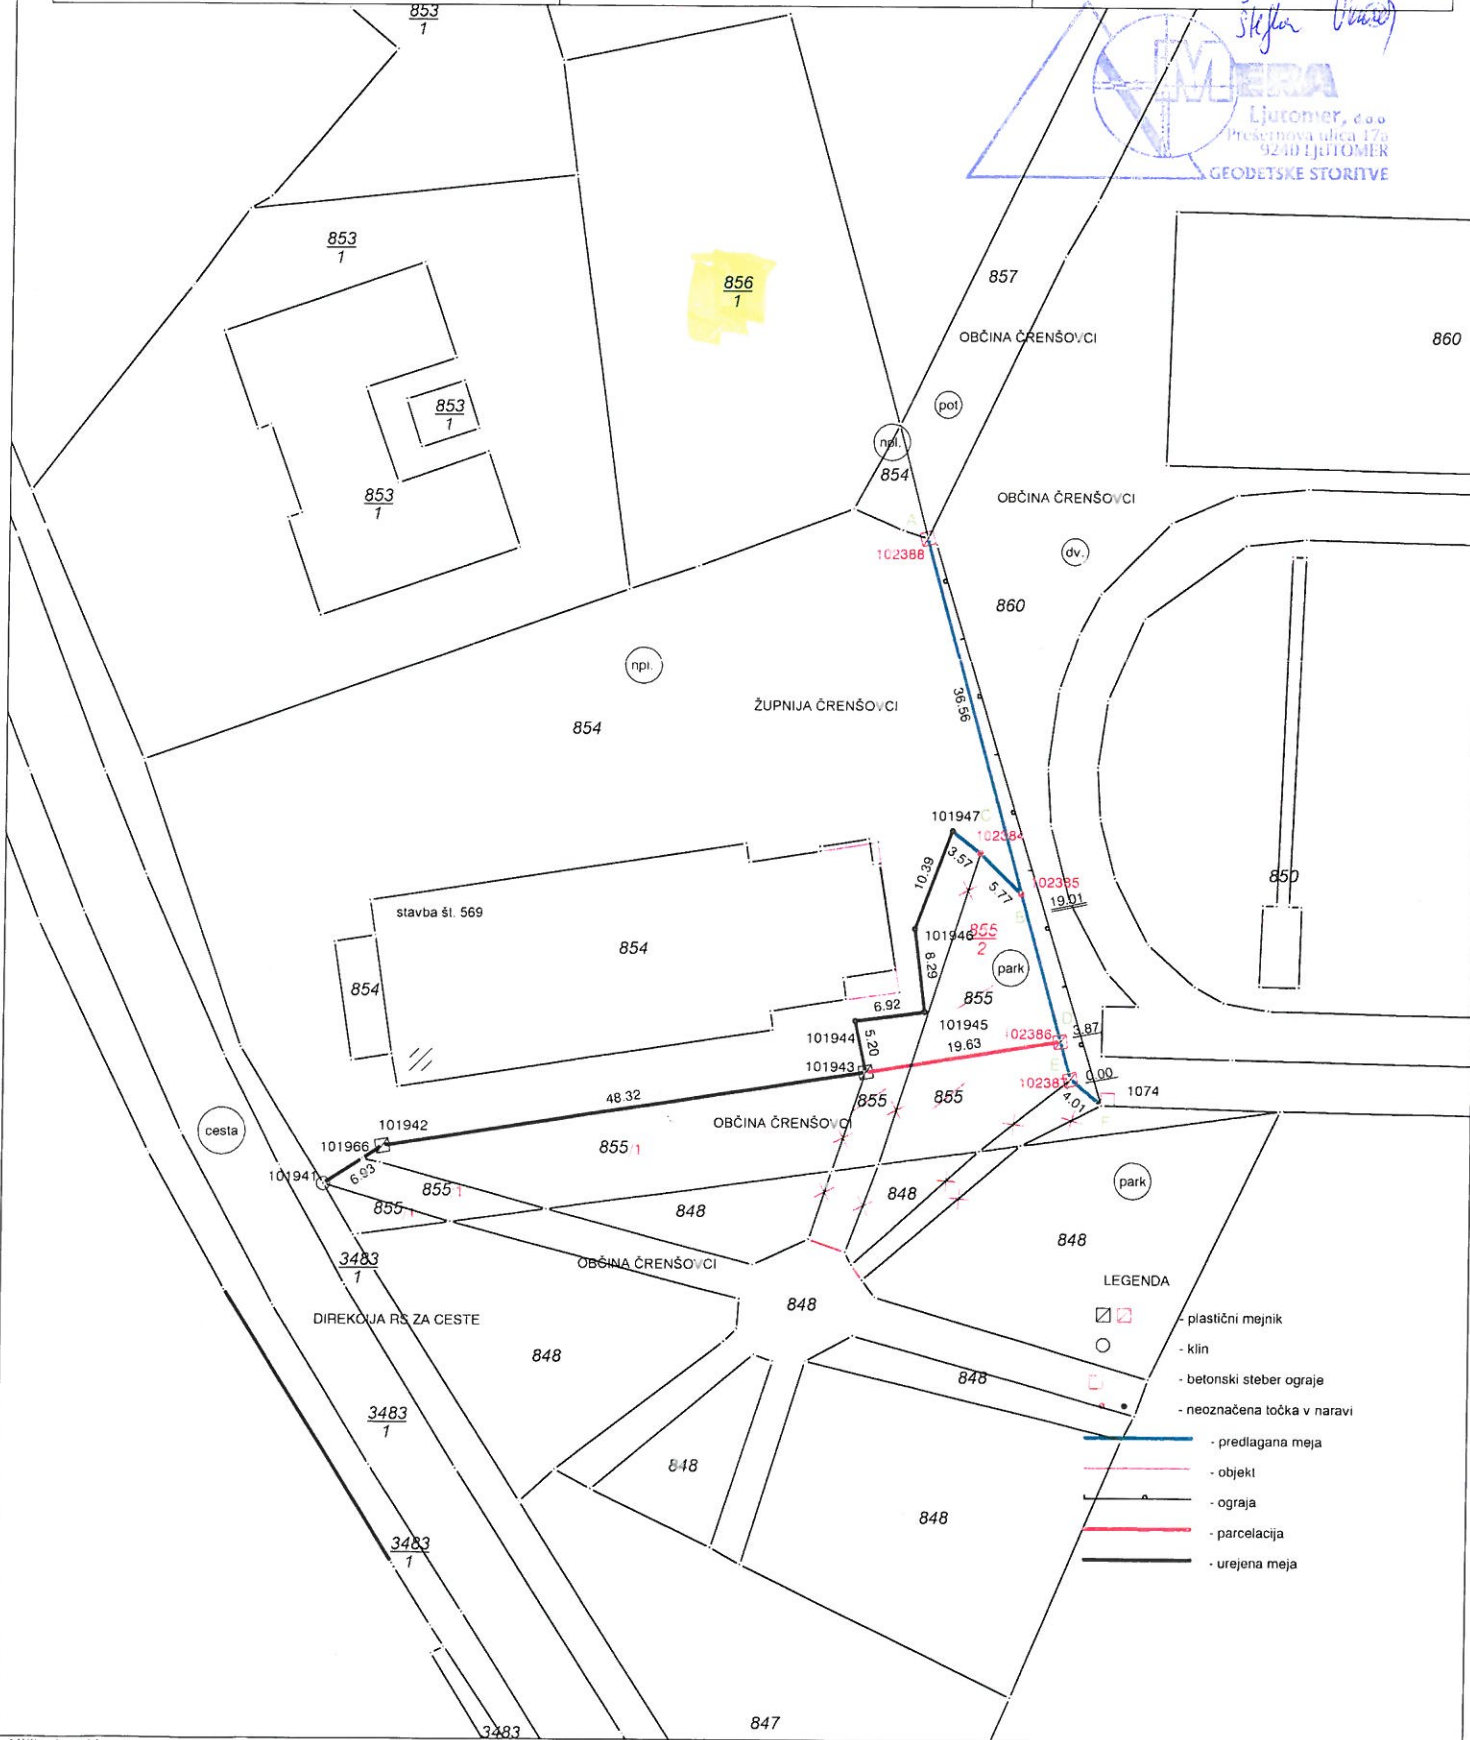 853
1
Štefan
MERA
Ljutomer, d.o.o
Prešernova ulica 17a
9240 LJUTOMER
GEODETSKE STORITVE
853
1
856
1
857
OBČINA ČRENŠOVCI
860
853
1
pot
npl.
854
853
1
OBČINA ČRENŠOVCI
A
102388
dv.
860
npl.
36.56
ŽUPNIJA ČRENŠOVCI
854
101947
C
102384
3.57
10.39
5.77
102385
850
19.01
B
stavba št. 569
101946
855
2
854
8.29
park
854
855
6.92
101945
D
101944
5.20
19.63
102386
3.87
101943
E
102387
0.00
1074
4.01
F
855
855
48.32
101942
OBČINA ČRENŠOVCI
cesta
101966
855/1
101941
6.93
855/1
848
park
855/1
848
848
3483
1
OBČINA ČRENŠOVCI
LEGENDA
848
DIREKCIJA RS ZA CESTE
- plastični mejnik
848
- klin
848
- betonski steber ograje
3483
1
- neoznačena točka v naravi
- predlagana meja
848
- objekt
- ograja
848
- parcelacija
3483
1
- urejena meja
847
3483